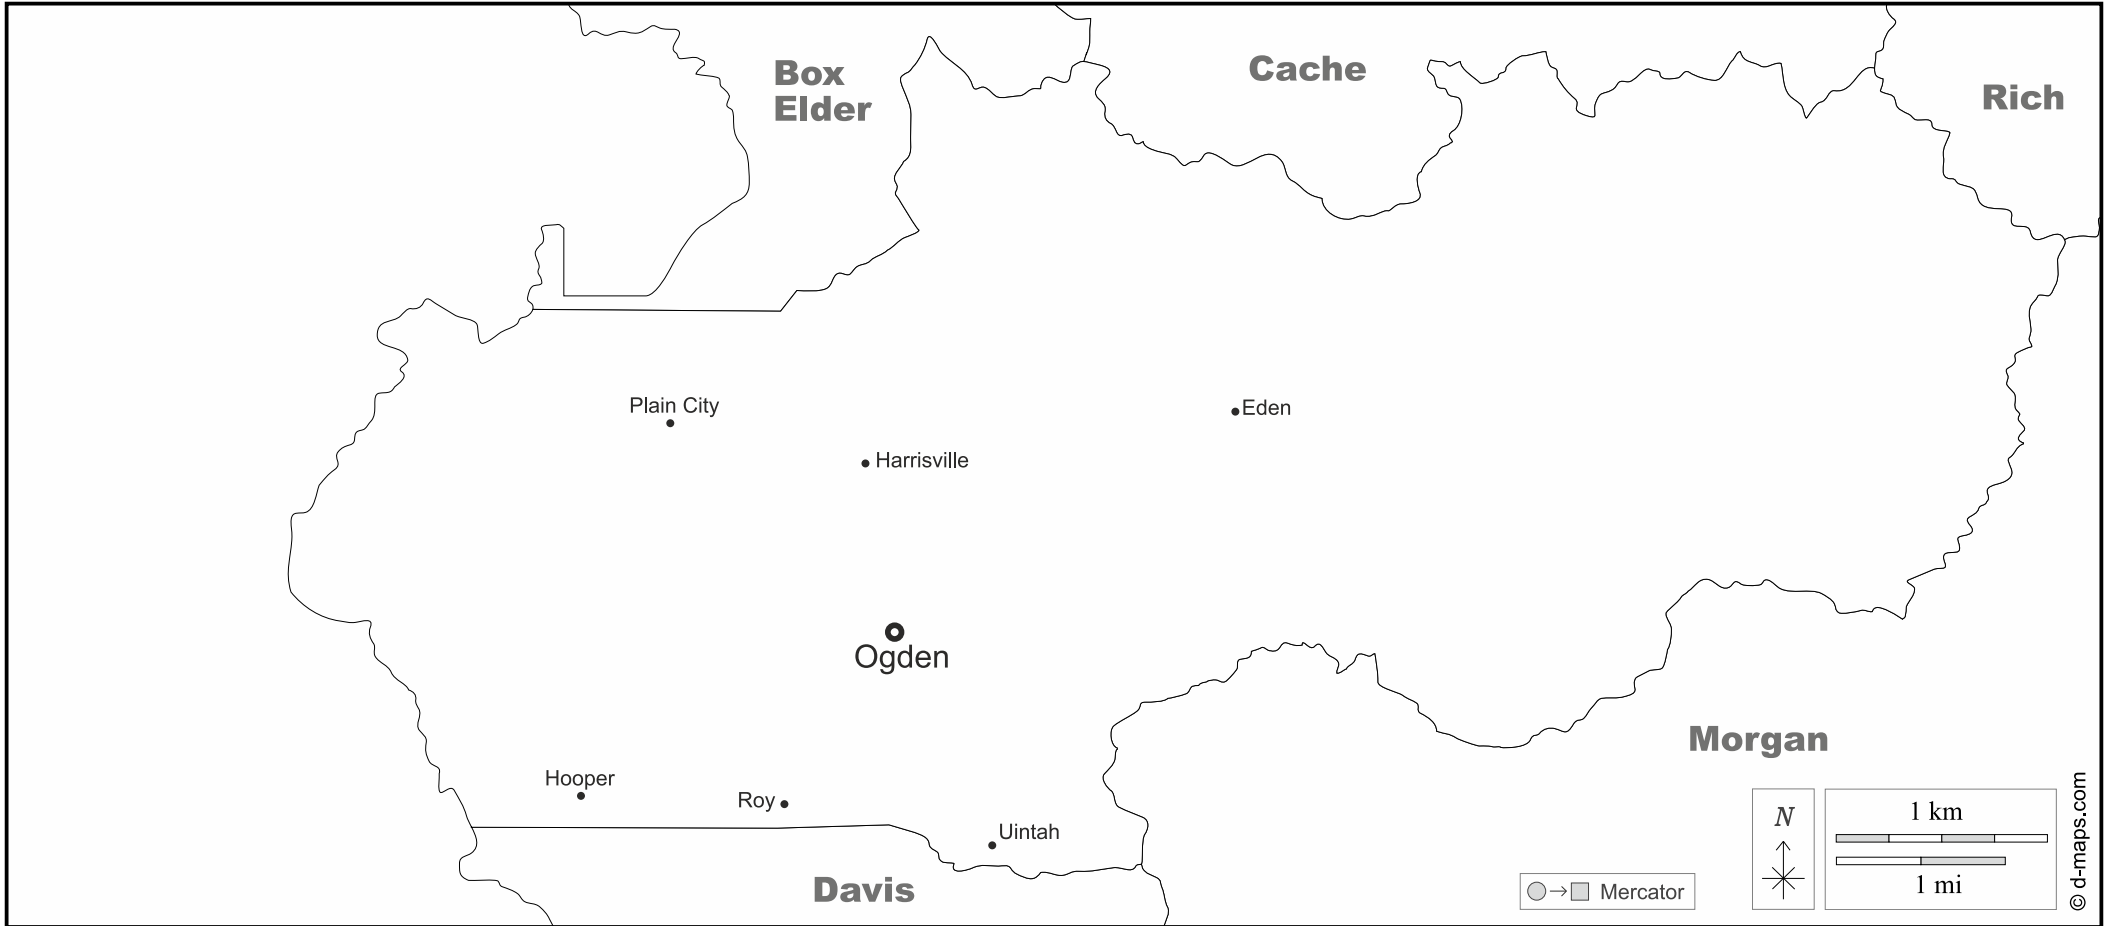 Box
Elder
Cache
Rich
Plain City
Eden
Harrisville
Ogden
Morgan
Hooper
Roy
Uintah
Davis
Mercator
N
1 km
1 mi
© d-maps.com